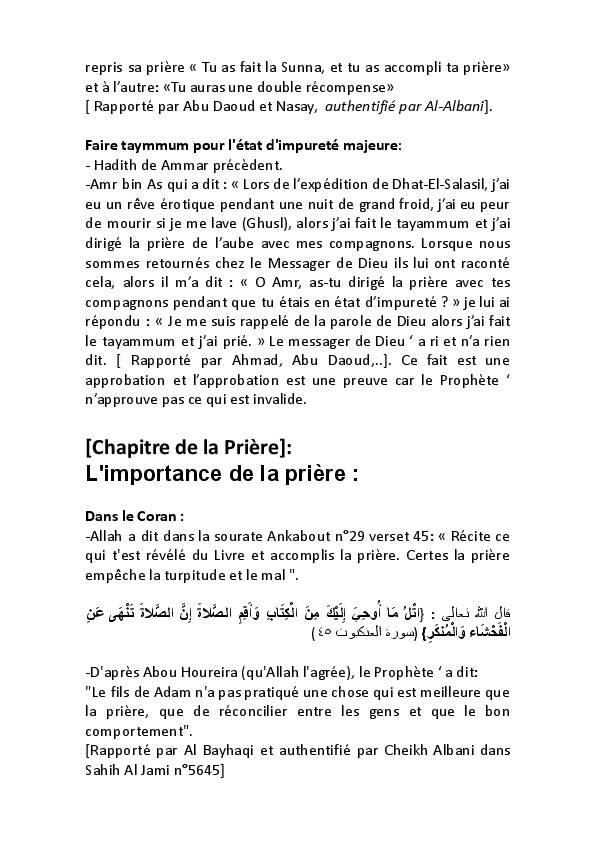 repris sa prière « Tu as fait la Sunna, et tu as accompli ta prière»
et à l’autre: «Tu auras une double récompense»
[ Rapporté par Abu Daoud et Nasay, authentifié par Al-Albani].
Faire taymmum pour l'état d'impureté majeure:
- Hadith de Ammar précèdent.
-Amr bin As qui a dit : « Lors de l’expédition de Dhat-El-Salasil, j’ai
eu un rêve érotique pendant une nuit de grand froid, j’ai eu peur
de mourir si je me lave (Ghusl), alors j’ai fait le tayammum et j’ai
dirigé la prière de l’aube avec mes compagnons. Lorsque nous
sommes retournés chez le Messager de Dieu ils lui ont raconté
cela, alors il m’a dit : « O Amr, as-tu dirigé la prière avec tes
compagnons pendant que tu étais en état d’impureté ? » je lui ai
répondu : « Je me suis rappelé de la parole de Dieu alors j’ai fait
le tayammum et j’ai prié. » Le messager de Dieu ‘ a ri et n’a rien
dit. [ Rapporté par Ahmad, Abu Daoud,..]. Ce fait est une
approbation et l’approbation est une preuve car le Prophète ‘
n’approuve pas ce qui est invalide.
[Chapitre de la Prière]:
L'importance de la prière :
Dans le Coran :
-Allah a dit dans la sourate Ankabout n°29 verset 45: « Récite ce
qui t'est révélé du Livre et accomplis la prière. Certes la prière
empêche la turpitude et le mal ".
قال الله تعالى : {اتْلُ مَا أُوحِيَ إِلَيْكَ مِنَ الْكِتَابِ وَأَقِمِ الصَّلاةَ إِنَّ الصَّلاةَ تَنْهَى عَنِ
الْفَحْشَاء وَالْمُنكَرِ} (سورة العنكبوت ٤٥ )
-D'après Abou Houreira (qu'Allah l'agrée), le Prophète ‘ a dit:
"Le fils de Adam n'a pas pratiqué une chose qui est meilleure que
la prière, que de réconcilier entre les gens et que le bon
comportement".
[Rapporté par Al Bayhaqi et authentifié par Cheikh Albani dans
Sahih Al Jami n°5645]